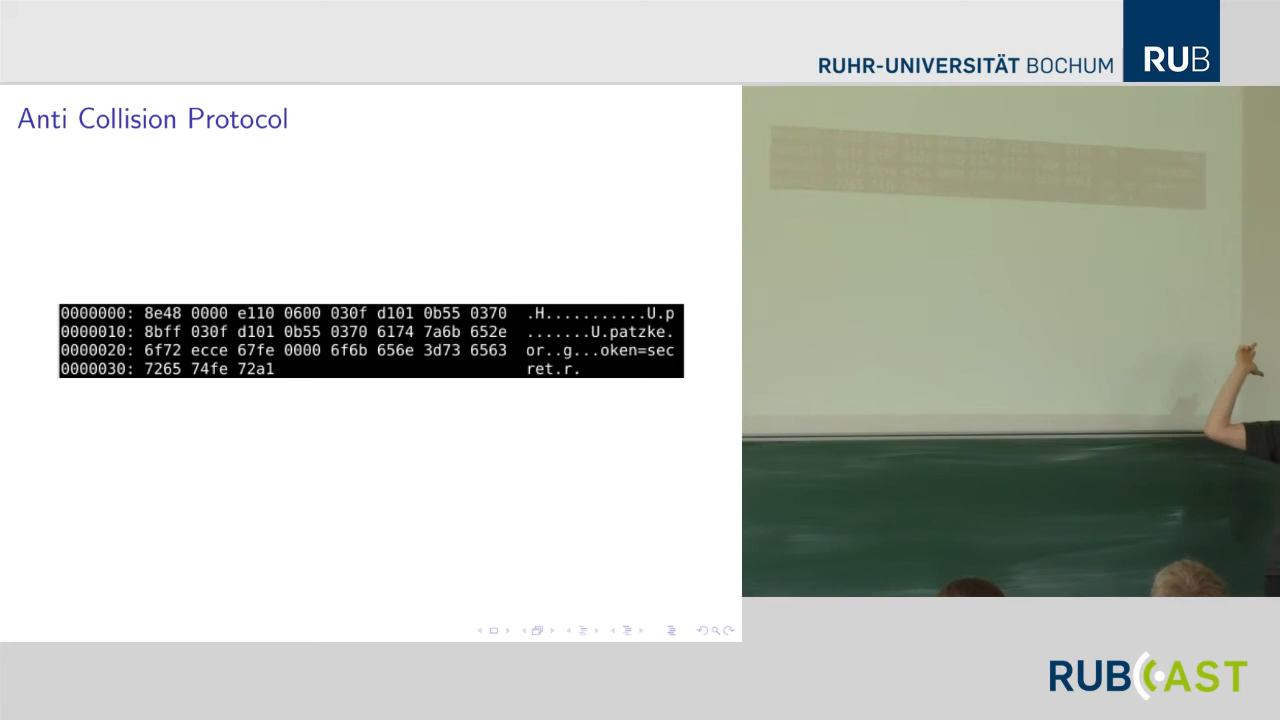 RUHR-UNIVERSITÄT BOCHUM
RUB
Anti Collision Protocol
0000000: 8e48 0000 e110 0600 030f d101 0b55 0370  .H...........U.p
0000010: 8bff 030f d101 0b55 0370 6174 7a6b 652e  .......U.patzke.
0000020: 6f72 ecce 67fe 0000 6f6b 656e 3d73 6563  or..g...oken=sec
0000030: 7265 74fe 72a1  ret.r.
RUBCAST